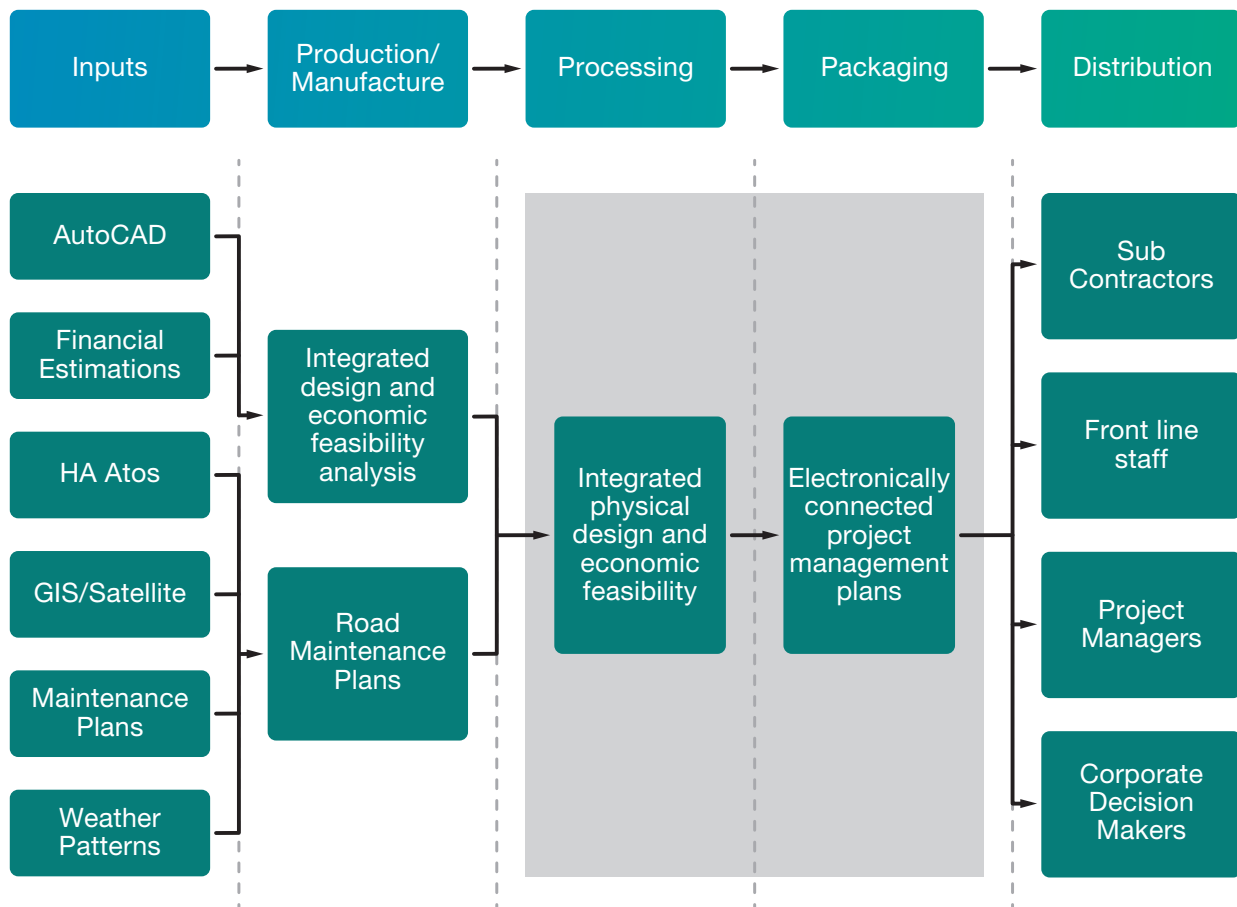 Inputs
Production/
Manufacture
Processing
Packaging
Distribution
AutoCAD
Financial
Estimations
HA Atos
GIS/Satellite
Maintenance
Plans
Weather
Patterns
Integrated
design and
economic
feasibility
analysis
Road
Maintenance
Plans
Integrated
physical
design and
economic
feasibility
Electronically
connected
project
management
plans
Sub
Contractors
Front line
staff
Project
Managers
Corporate
Decision
Makers